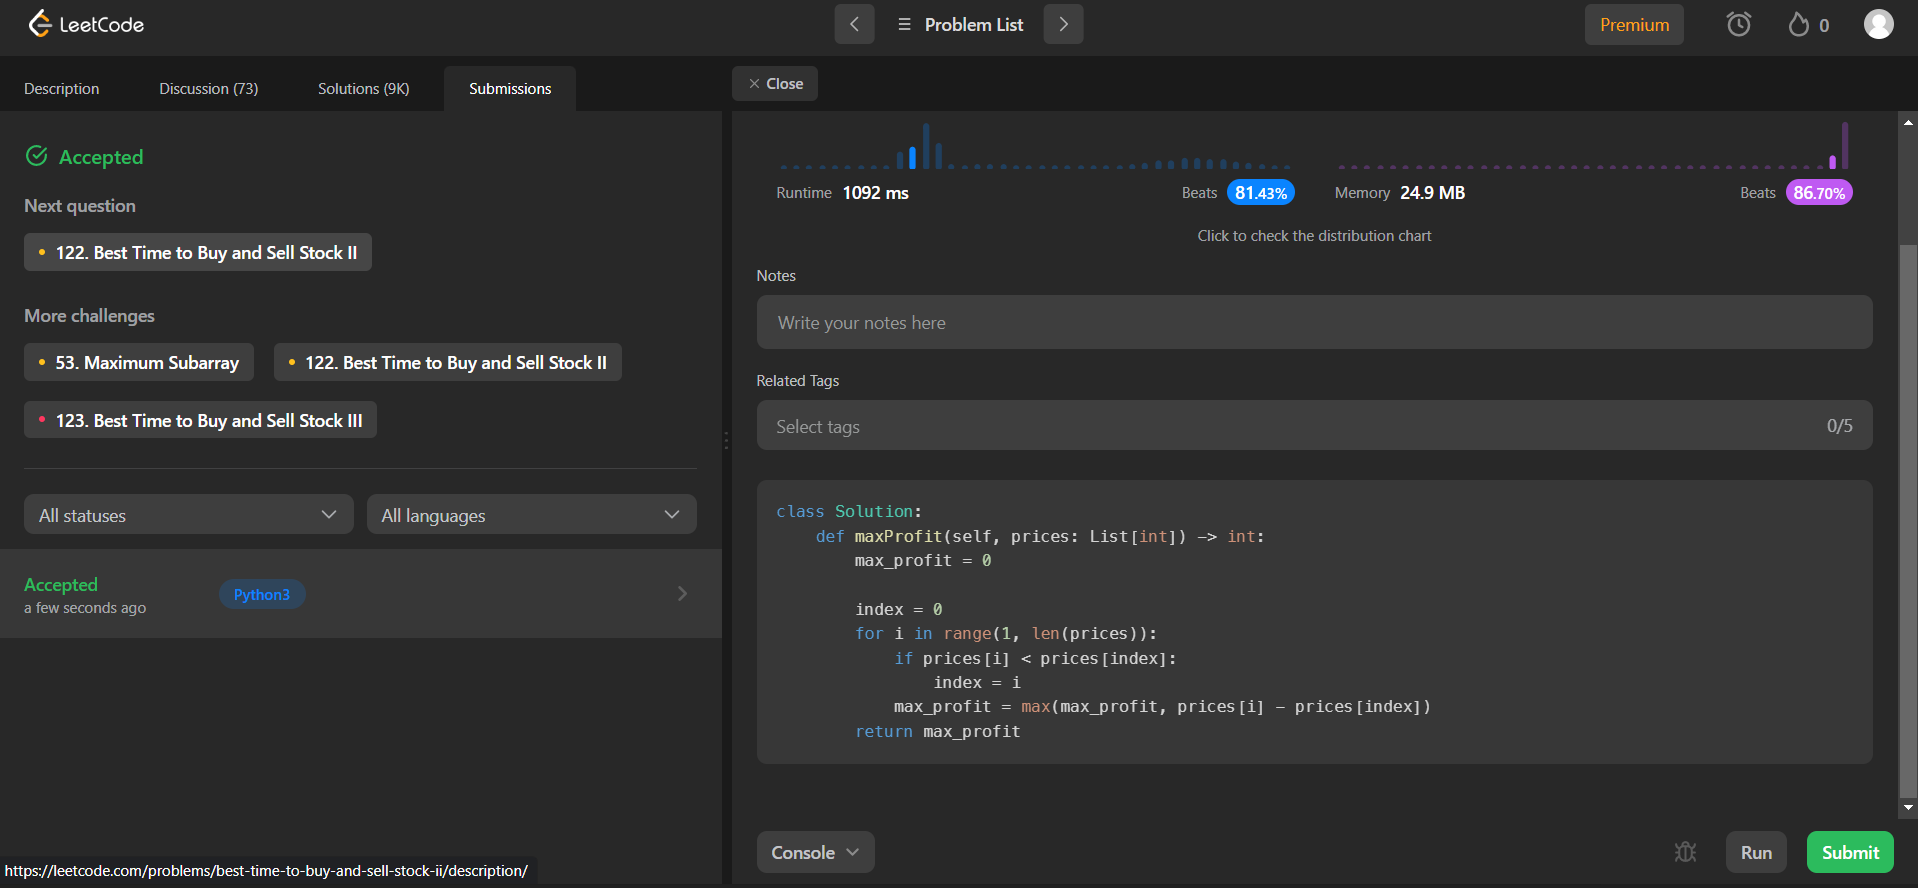 LeetCode
Problem List
Premium
0
Description
Discussion (73)
Solutions (9K)
Submissions
Close
Accepted
Next question
122. Best Time to Buy and Sell Stock II
More challenges
53. Maximum Subarray
122. Best Time to Buy and Sell Stock II
123. Best Time to Buy and Sell Stock III
All statuses
All languages
Accepted
a few seconds ago
Python3
https://leetcode.com/problems/best-time-to-buy-and-sell-stock-ii/description/
Runtime 1092 ms
Beats 81.43%
Memory 24.9 MB
Beats 86.70%
Click to check the distribution chart
Notes
Write your notes here
Related Tags
Select tags
0/5
class Solution:
    def maxProfit(self, prices: List[int]) -> int:
        max_profit = 0

        index = 0
        for i in range(1, len(prices)):
            if prices[i] < prices[index]:
                index = i
            max_profit = max(max_profit, prices[i] - prices[index])
        return max_profit
Console
Run
Submit